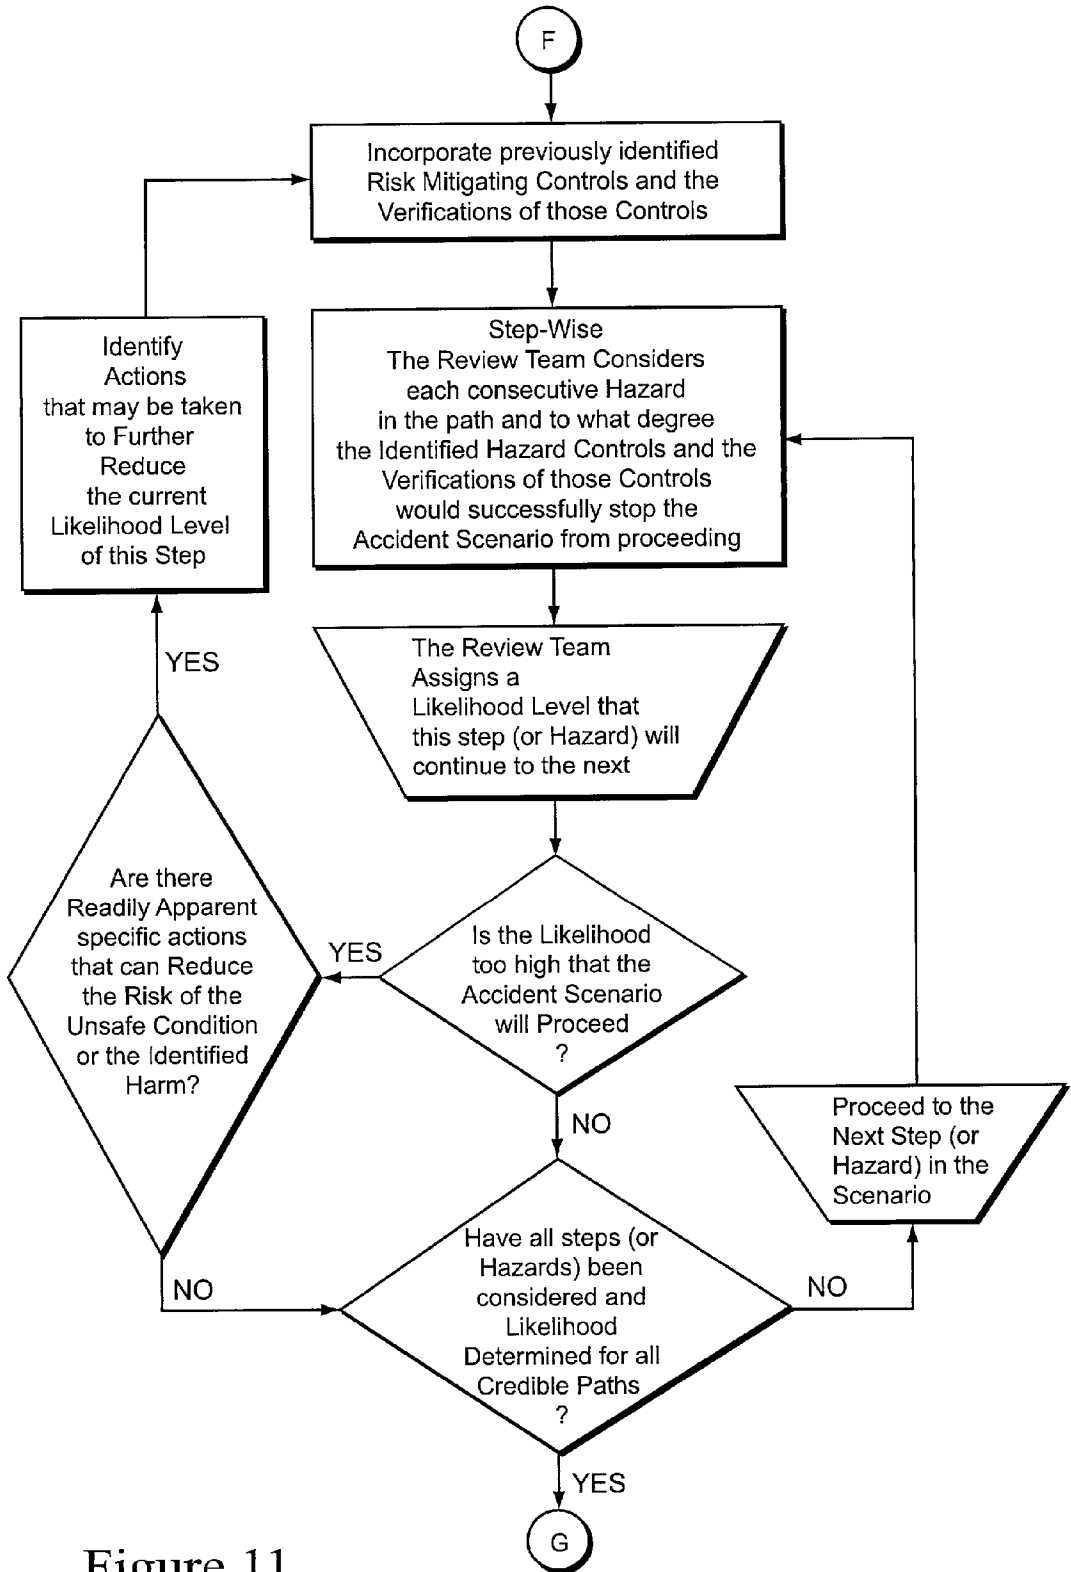 F
Incorporate previously identified
Risk Mitigating Controls and the
Verifications of those Controls
Step-Wise
The Review Team Considers
each consecutive Hazard
in the path and to what degree
the Identified Hazard Controls and the
Verifications of those Controls
would successfully stop the
Accident Scenario from proceeding
Identify
Actions
that may be taken
to Further
Reduce
the current
Likelihood Level
of this Step
The Review Team
Assigns a
Likelihood Level that
this step (or Hazard) will
continue to the next
YES
Are there
Readily Apparent
specific actions
that can Reduce
the Risk of the
Unsafe Condition
or the Identified
Harm?
YES
Is the Likelihood
too high that the
Accident Scenario
will Proceed
?
NO
Proceed to the
Next Step (or
Hazard) in the
Scenario
NO
Have all steps (or
Hazards) been
considered and
Likelihood
Determined for all
Credible Paths
?
NO
YES
G
Figure 11